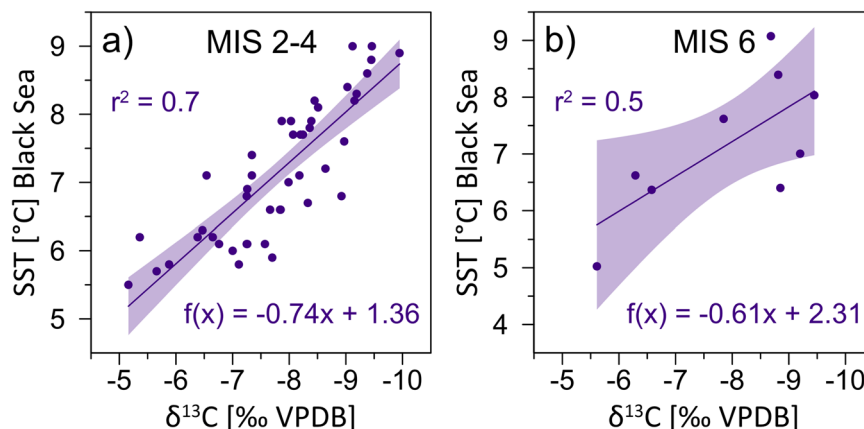 a) MIS 2-4
r² = 0.7
f(x) = -0.74x + 1.36
SST [°C] Black Sea
9
8
7
6
5
-5 -6 -7 -8 -9 -10
δ¹³C [‰ VPDB]
b) MIS 6
r² = 0.5
f(x) = -0.61x + 2.31
SST [°C] Black Sea
9
8
7
6
5
4
-5 -6 -7 -8 -9 -10
δ¹³C [‰ VPDB]